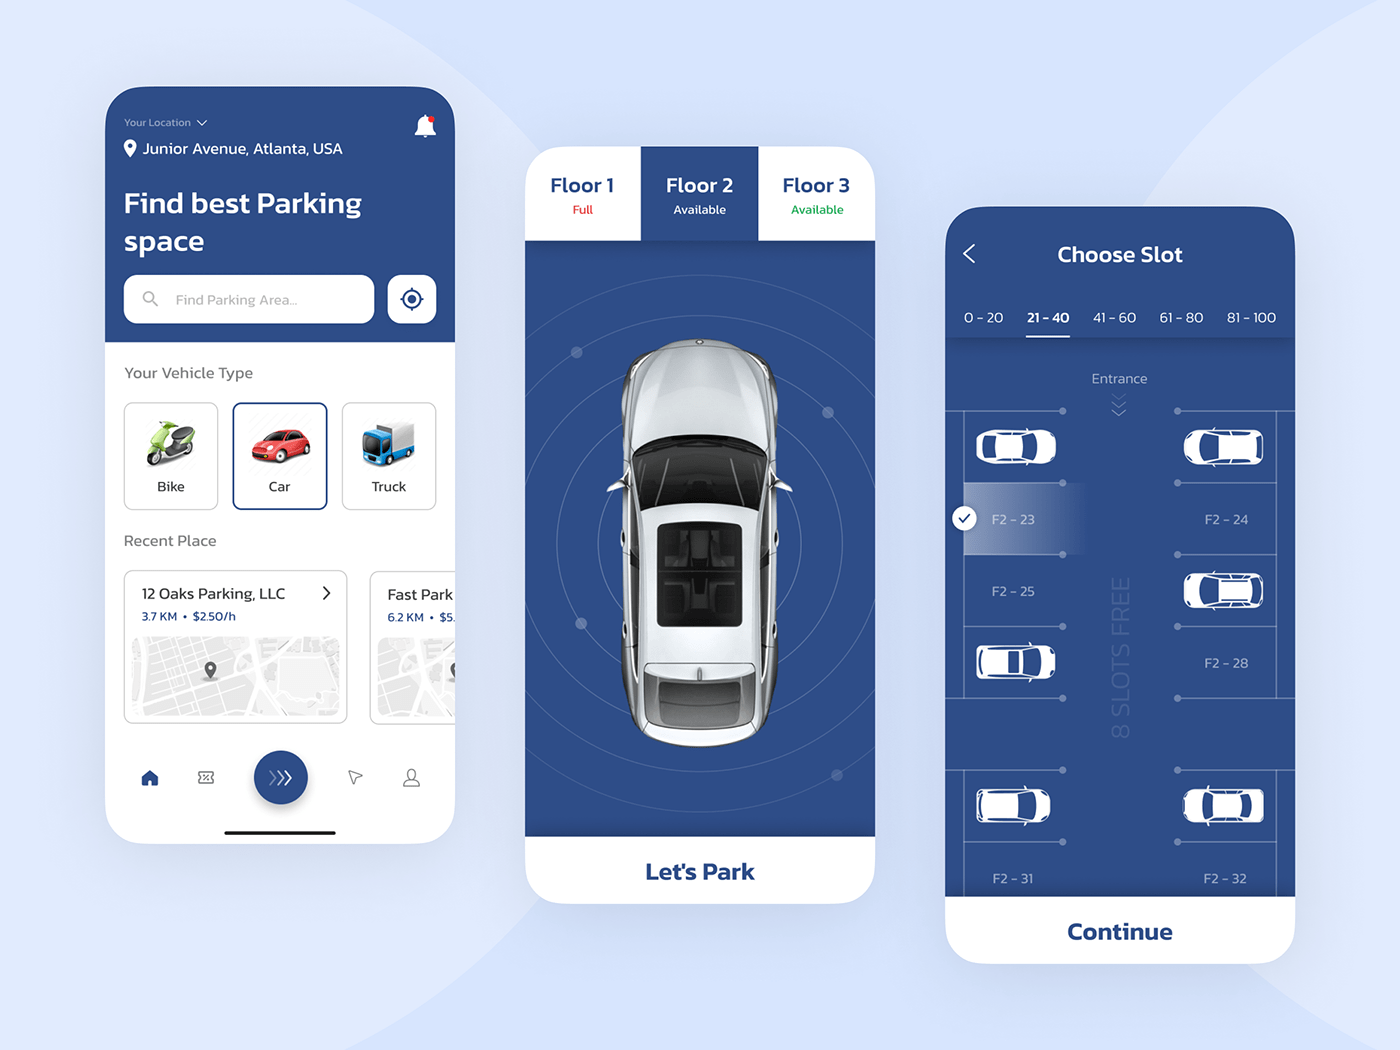 Your Location
Junior Avenue, Atlanta, USA
Find best Parking
space
Find Parking Area...
Your Vehicle Type
Bike
Car
Truck
Recent Place
12 Oaks Parking, LLC
3.7 KM • $2.50/h
Fast Park
6.2 KM • $5.
Floor 1
Full
Floor 2
Available
Floor 3
Available
Let's Park
Choose Slot
0 - 20
21 - 40
41 - 60
61 - 80
81 - 100
Entrance
F2 - 23
F2 - 24
F2 - 25
F2 - 28
8 SLOTS FREE
F2 - 31
F2 - 32
Continue